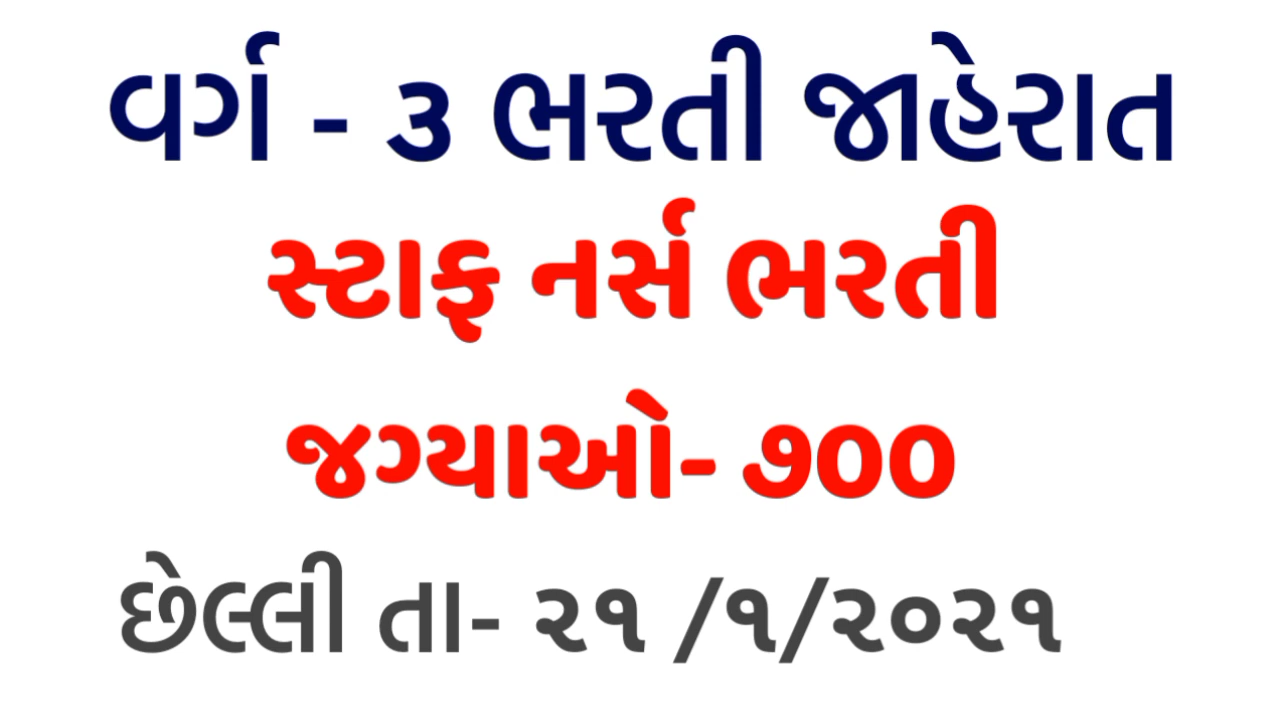 વર્ગ - ૩ ભરતી જાહેરાત
સ્ટાફ નર્સ ભરતી
જગ્યાઓ- ૭૦૦
છેલ્લી તા- ૨૧ /૧/૨૦૨૧